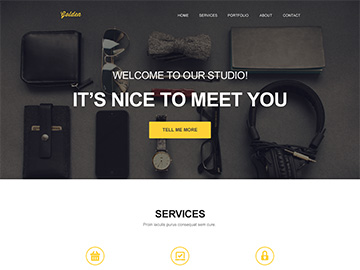 Golden
HOME SERVICES PORTFOLIO ABOUT CONTACT
WELCOME TO OUR STUDIO!
IT'S NICE TO MEET YOU
TELL ME MORE
SERVICES
Proin iaculis purus consequat sem cure.